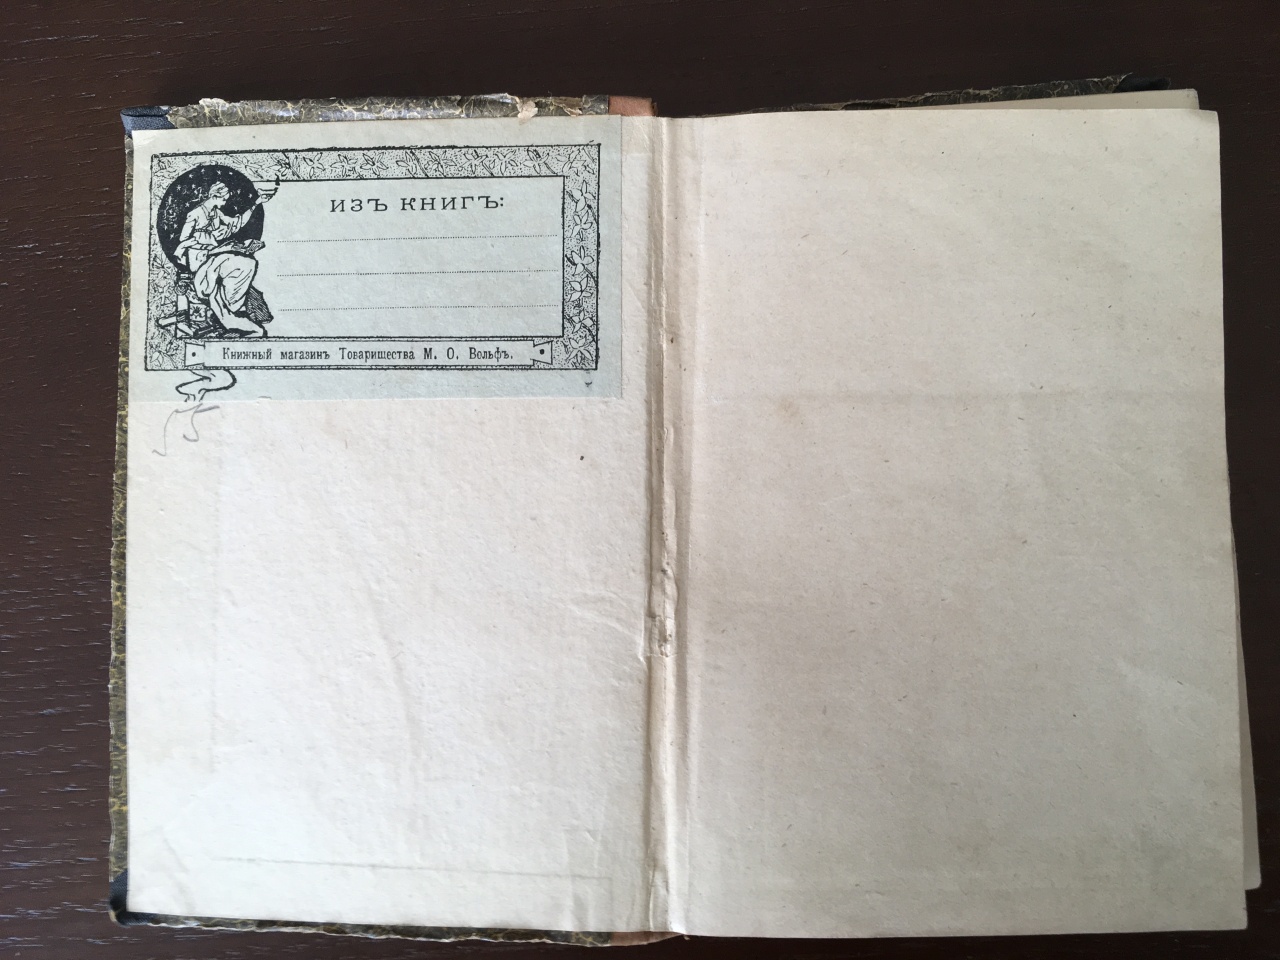 ИЗЪ КНИГЪ:
Книжный магазинъ Товарищества М. О. Вольфъ.